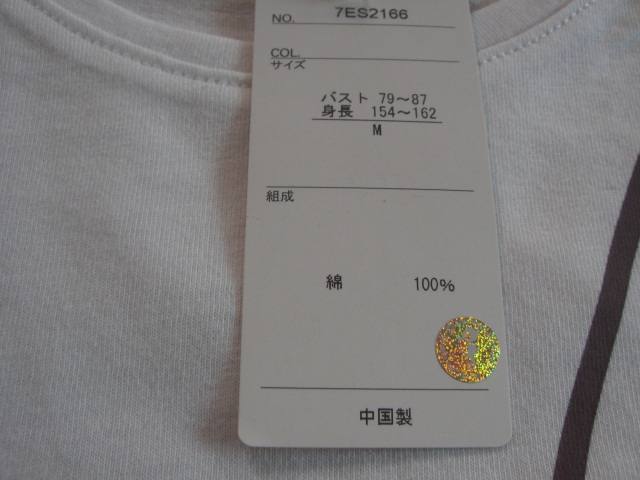 NO. 7ES2166
COL.
サイズ
バスト 79～87
身長 154～162
M
組成
綿 100%
中国製